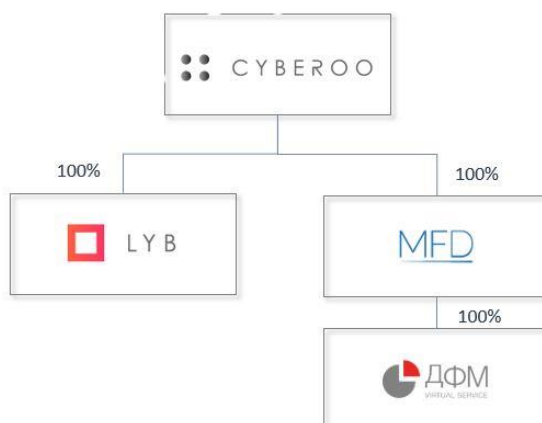 CYBEROO
100%
100%
LYB
MFD
100%
ДФМ
VIRTUAL SERVICE